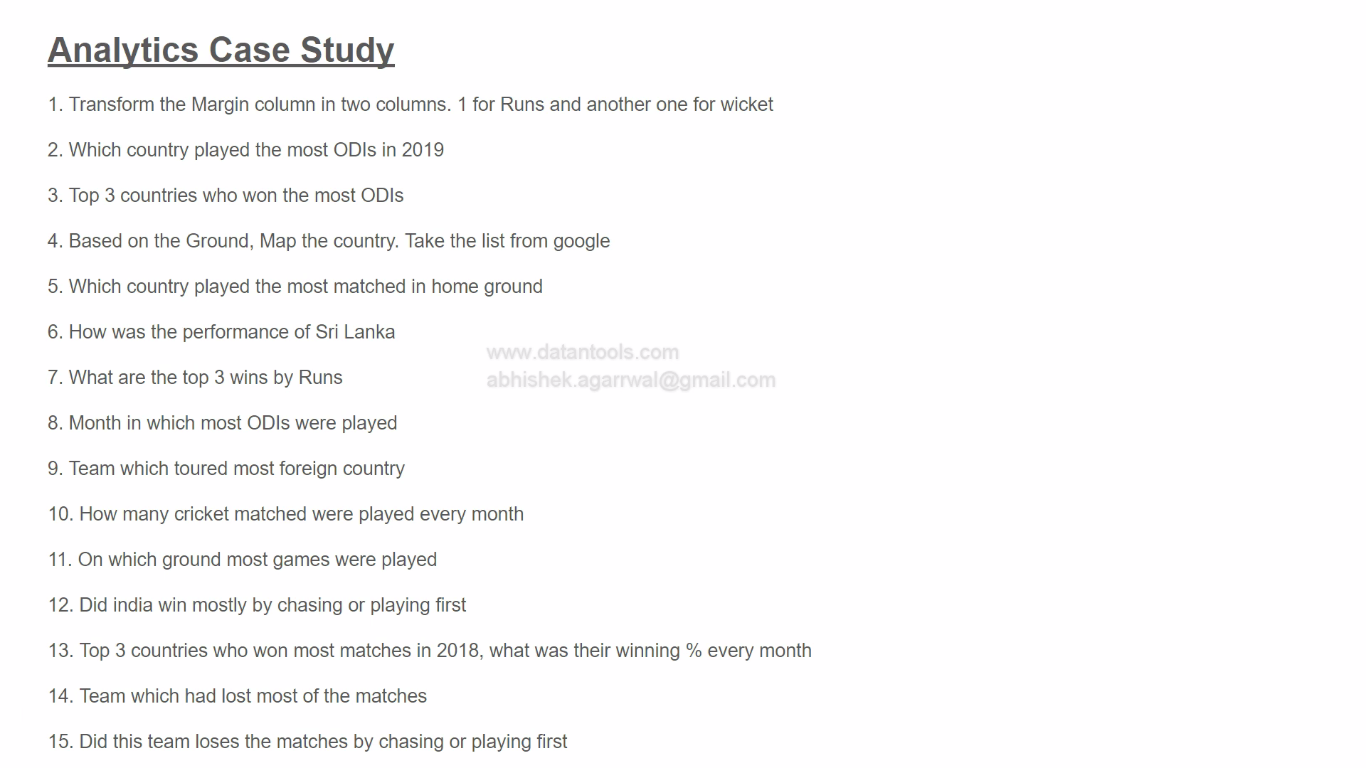 Analytics Case Study
1. Transform the Margin column in two columns. 1 for Runs and another one for wicket
2. Which country played the most ODIs in 2019
3. Top 3 countries who won the most ODIs
4. Based on the Ground, Map the country. Take the list from google
5. Which country played the most matched in home ground
6. How was the performance of Sri Lanka
www.datantools.com
7. What are the top 3 wins by Runs
abhishek.agarrwal@gmail.com
8. Month in which most ODIs were played
9. Team which toured most foreign country
10. How many cricket matched were played every month
11. On which ground most games were played
12. Did india win mostly by chasing or playing first
13. Top 3 countries who won most matches in 2018, what was their winning % every month
14. Team which had lost most of the matches
15. Did this team loses the matches by chasing or playing first